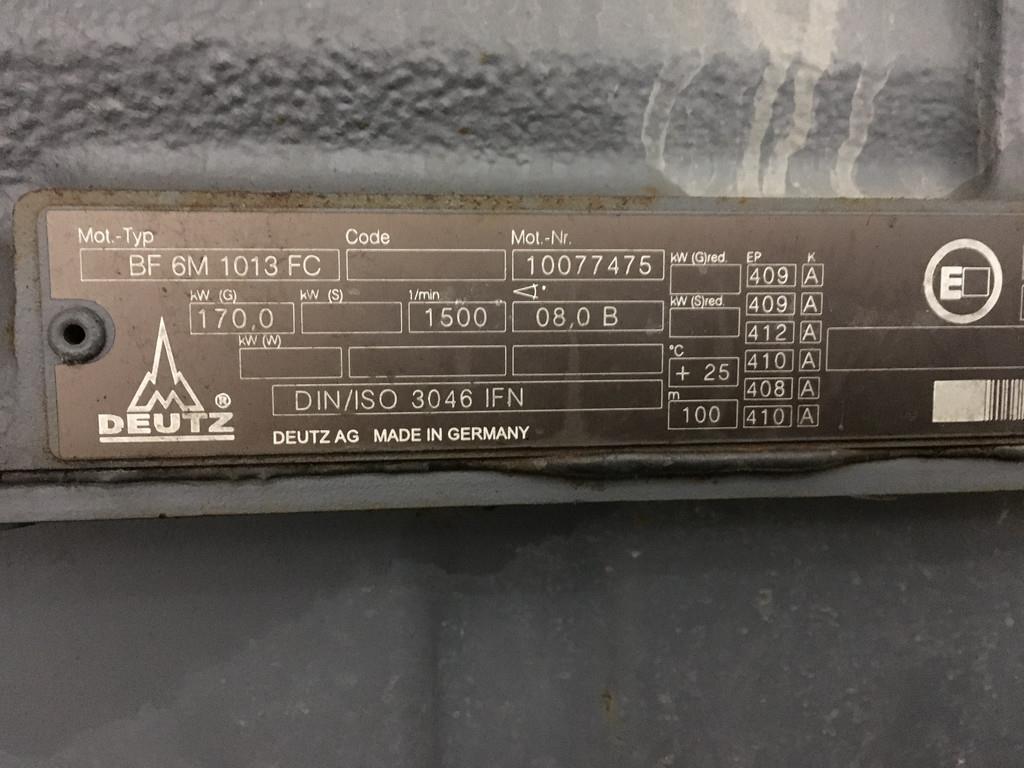 Mot.-Typ Code Mot.-Nr.
BF 6M 1013 FC 10077475
kW (G) kW (S) 1/min
170,0 1500 08,0 B
kW (W)
DIN/ISO 3046 IFN
DEUTZ ®
DEUTZ AG MADE IN GERMANY
kW (G)red.
kW (S)red.
°C
+ 25
m
100
EP K
409 A
409 A
412 A
410 A
408 A
410 A
E